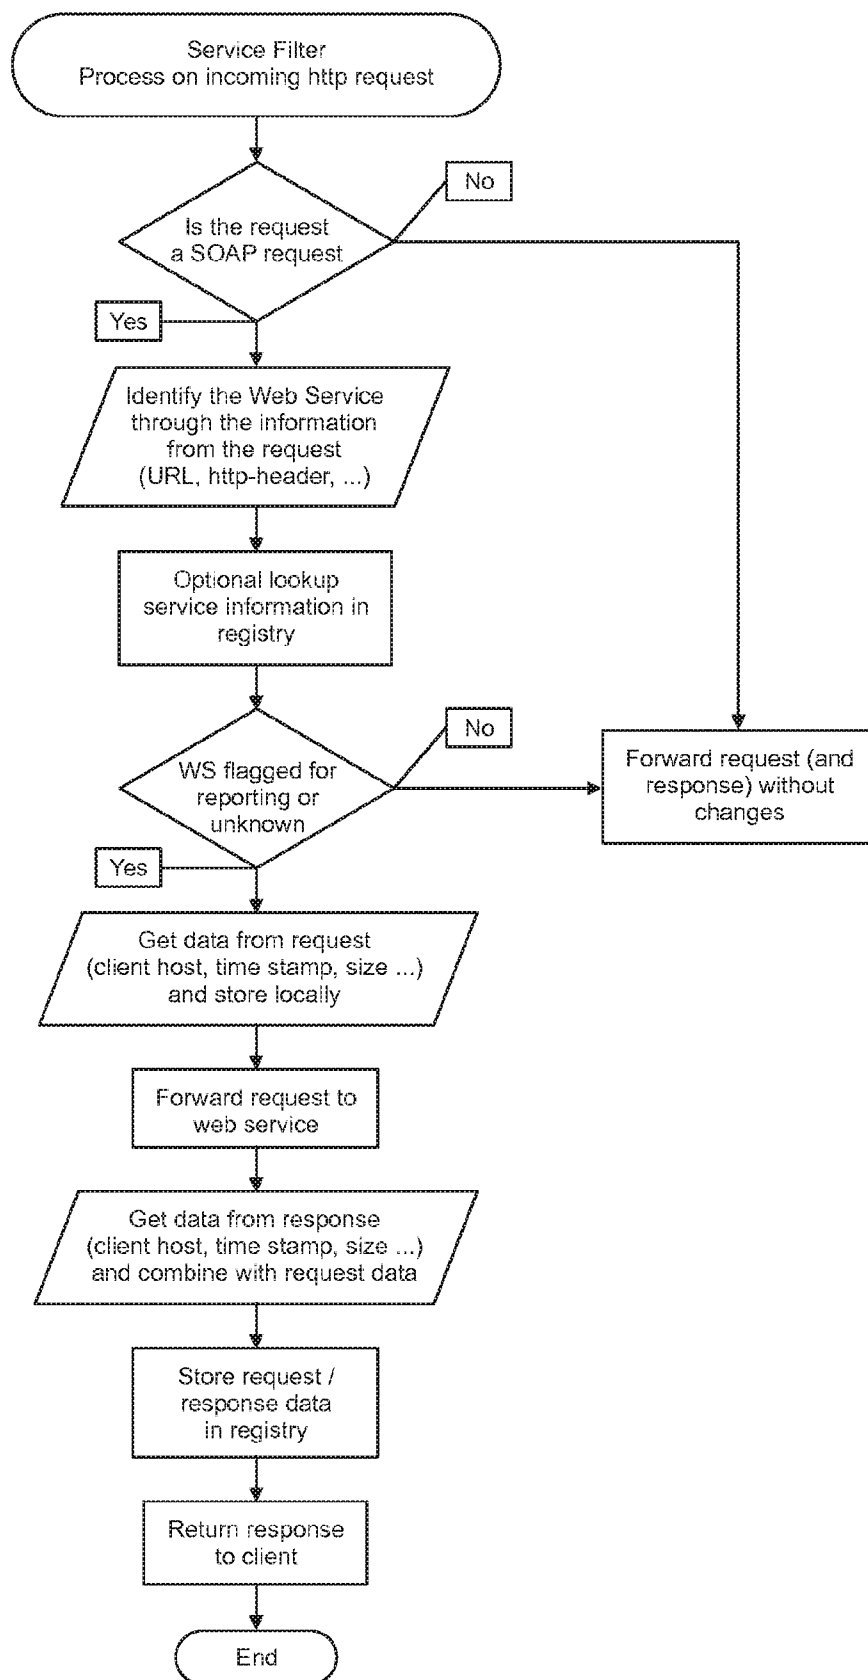 Service Filter
Process on incoming http request
No
Is the request
a SOAP request
Yes
Identify the Web Service
through the information
from the request
(URL, http-header, ...)
Optional lookup
service information in
registry
No
WS flagged for
reporting or
unknown
Forward request (and
response) without
changes
Yes
Get data from request
(client host, time stamp, size ...)
and store locally
Forward request to
web service
Get data from response
(client host, time stamp, size ...)
and combine with request data
Store request /
response data
in registry
Return response
to client
End